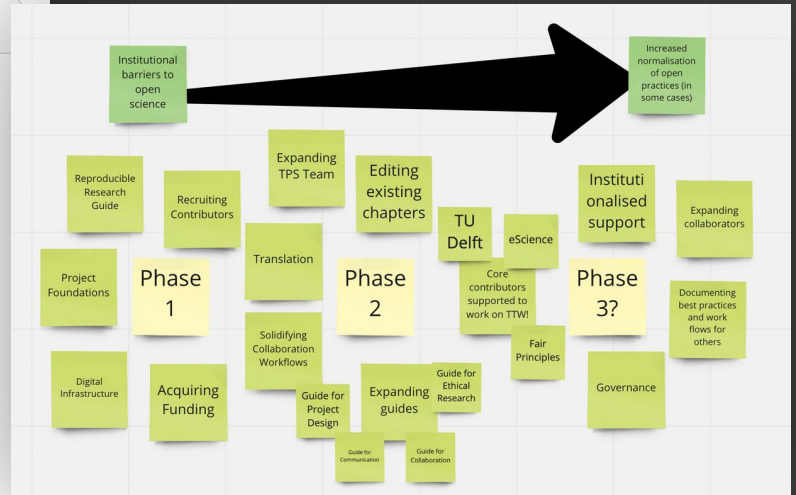 Institutional
barriers to
open
science
Increased
normalisation
of open
practices (in
some cases)
Reproducible
Research
Guide
Recruiting
Contributors
Project
Foundations
Phase
1
Digital
Infrastructure
Acquiring
Funding
Expanding
TPS Team
Editing
existing
chapters
Translation
Phase
2
Solidifying
Collaboration
Workflows
Guide for
Project
Design
Expanding
guides
Guide for
Ethical
Research
Guide for
Communication
Guide for
Collaboration
TU
Delft
eScience
Core
contributors
supported to
work on TTW!
Fair
Principles
Instituti
onalised
support
Expanding
collaborators
Phase
3?
Documenting
best practices
and work
flows for
others
Governance